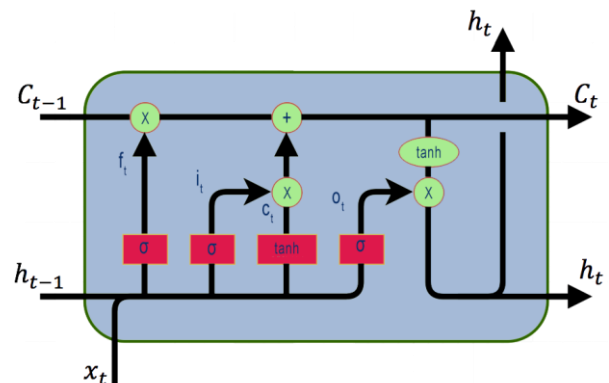 h_t
C_{t-1}
x
+
C_t
tanh
f_t
i_t
x
c_t
o_t
x
σ
σ
tanh
σ
h_{t-1}
h_t
x_t